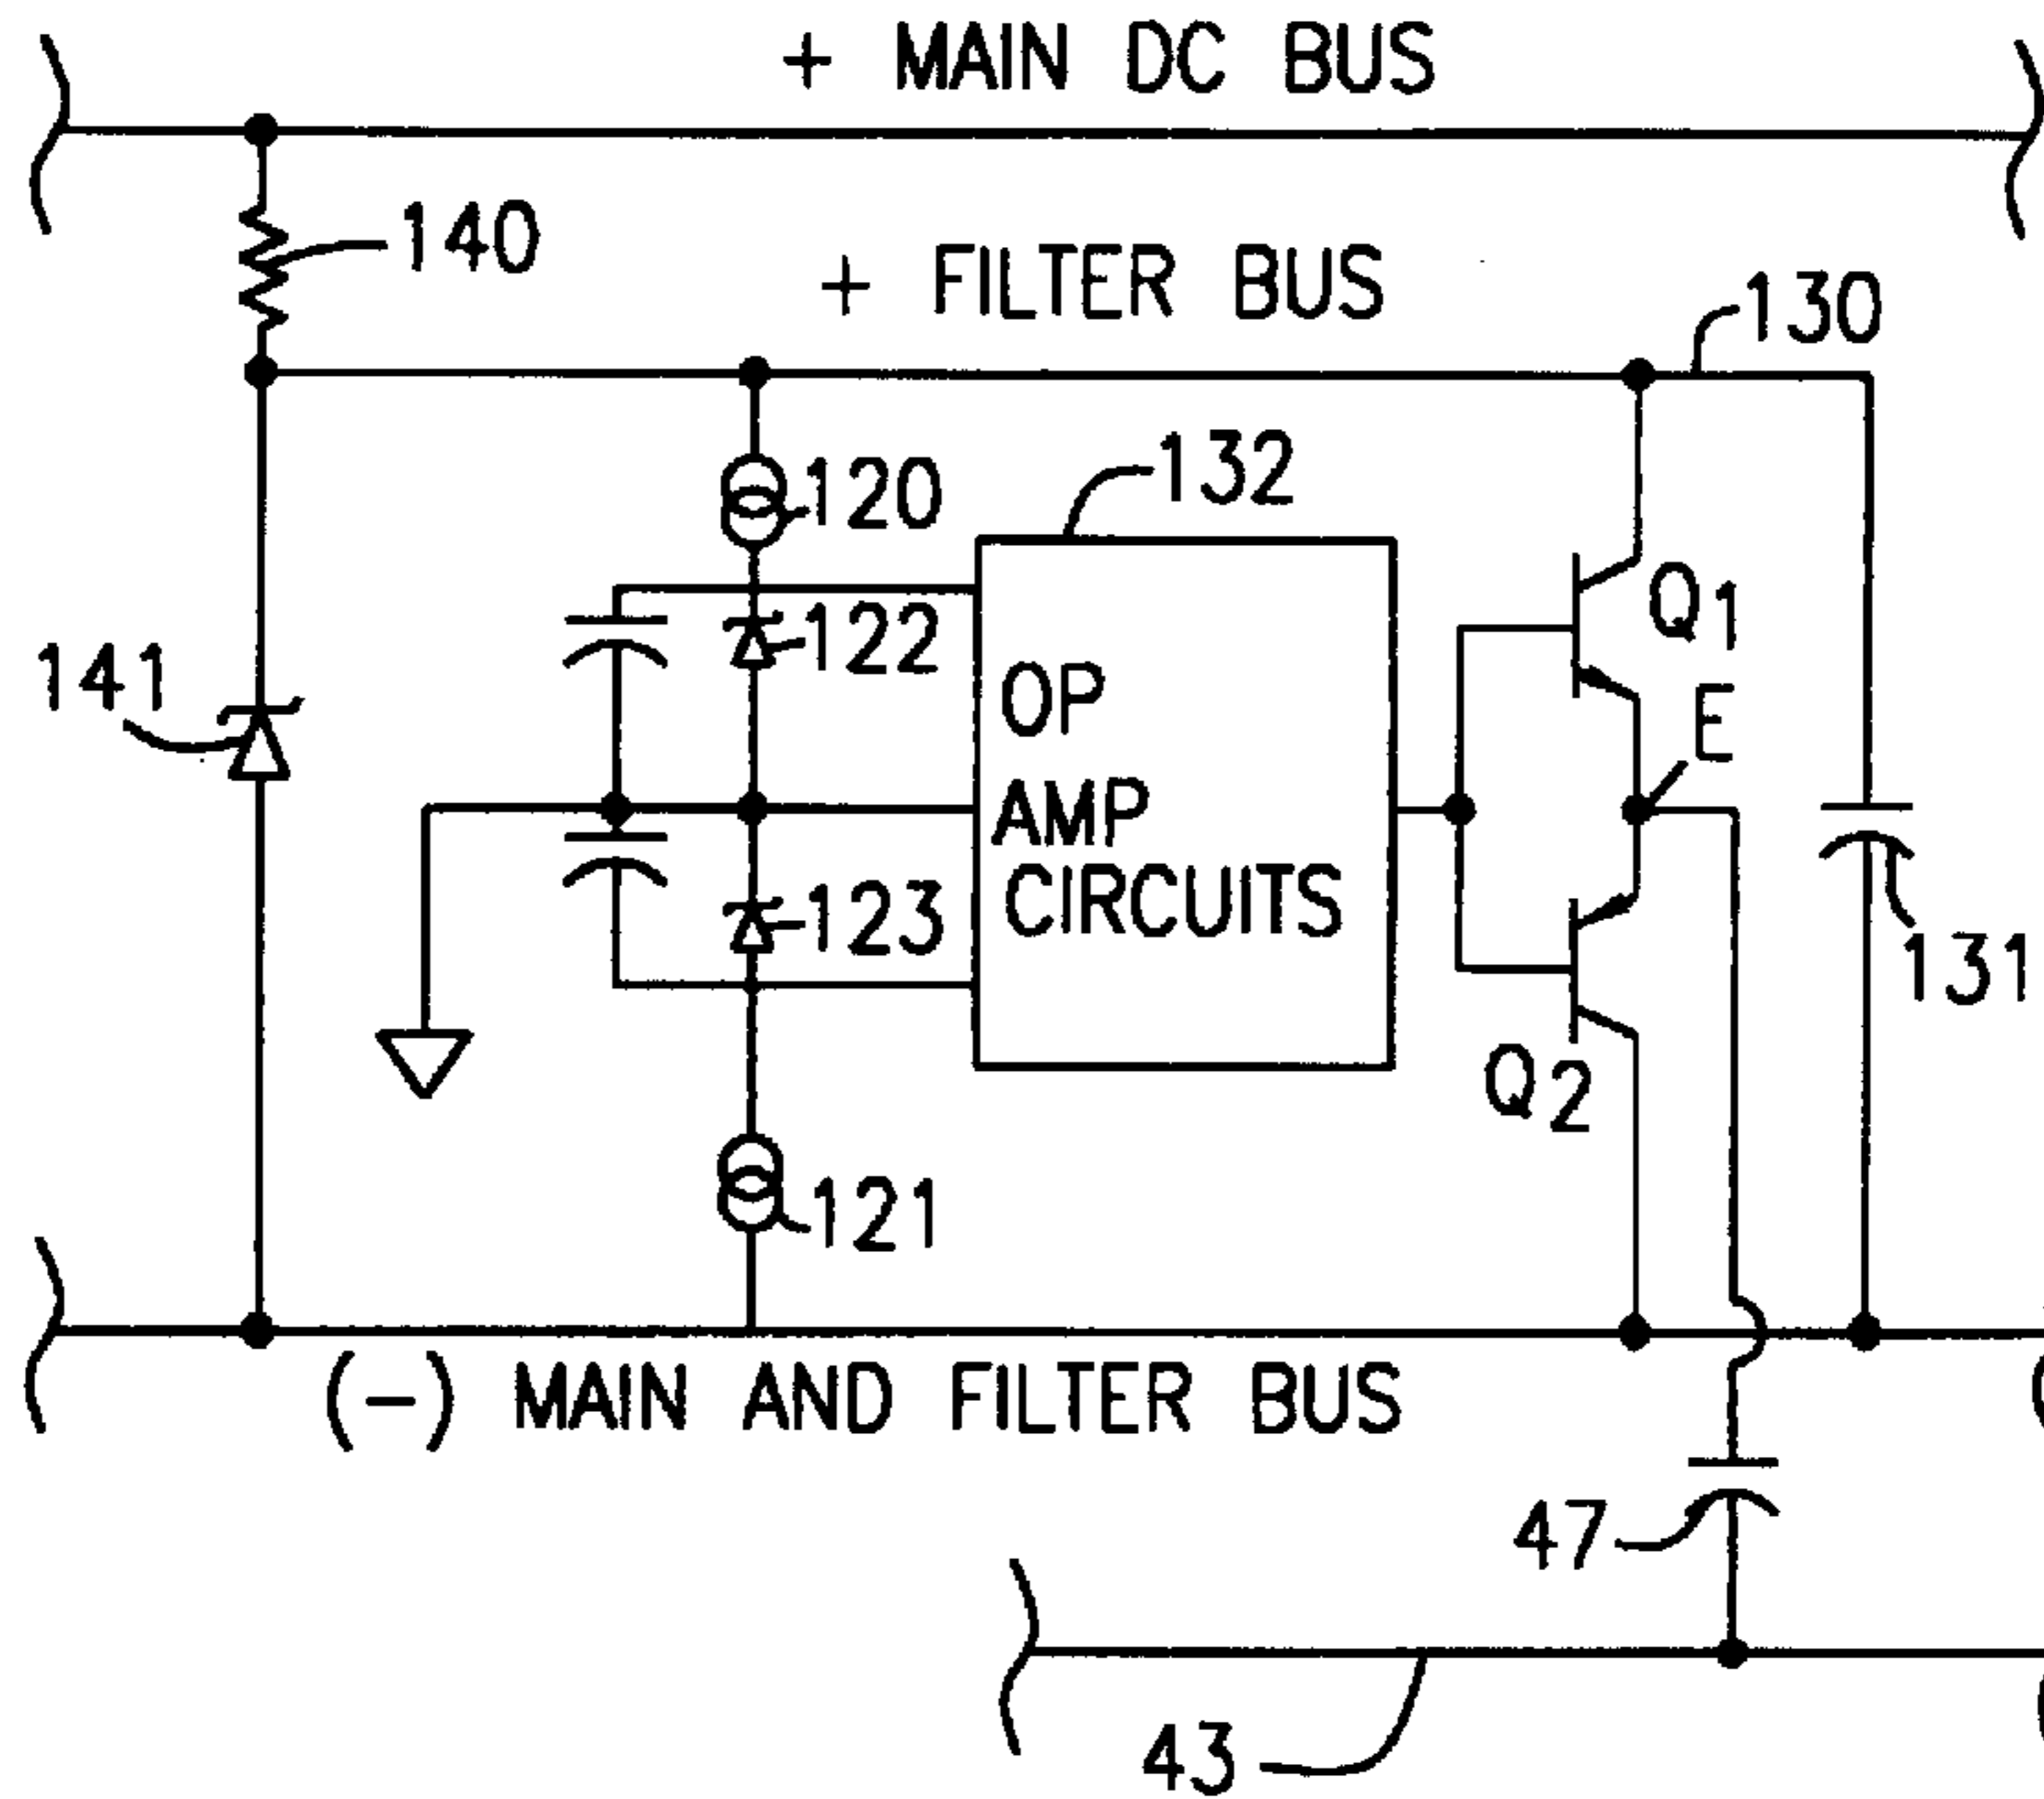 + MAIN DC BUS
140
+ FILTER BUS
130
132
120
Q1
122
141
E
OP
AMP
CIRCUITS
123
131
Q2
121
(-) MAIN AND FILTER BUS
47
43